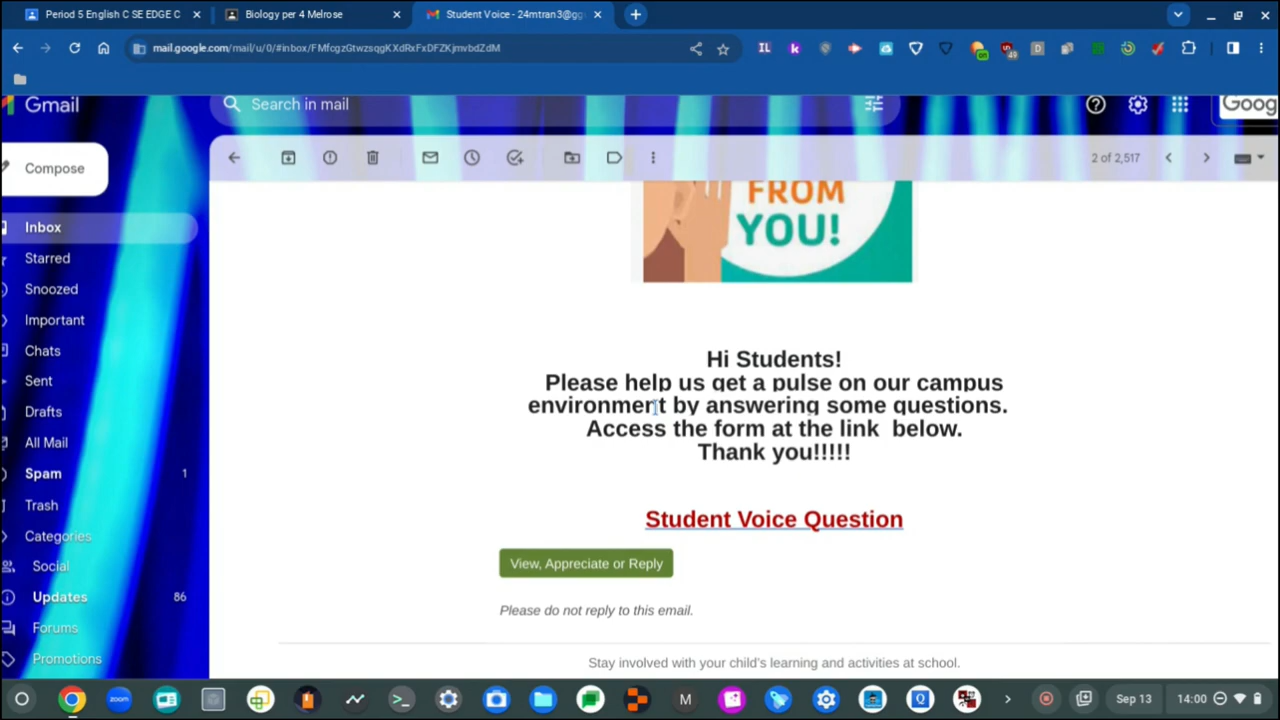 Period 5 English C SE EDGE C
Biology per 4 Melrose
Student Voice - 24mtran3@gg
mail.google.com/mail/u/0/#inbox/FMfcgzGtwzsqgKXdRxFxDFZKjmvbdZdM
Gmail
Search in mail
Goog
Compose
2 of 2,517
Inbox
Starred
Snoozed
Important
Chats
Sent
Drafts
All Mail
Spam 1
Trash
Categories
Social
Updates 86
Forums
Promotions
FROM
YOU!
Hi Students!
Please help us get a pulse on our campus
environment by answering some questions.
Access the form at the link below.
Thank you!!!!!
Student Voice Question
View, Appreciate or Reply
Please do not reply to this email.
Stay involved with your child's learning and activities at school.
zoom
M
Q
Sep 13
14:00